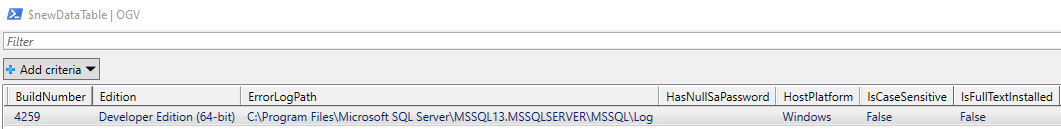 $newDataTable | OGV
Filter
Add criteria
BuildNumber Edition ErrorLogPath HasNullSaPassword HostPlatform IsCaseSensitive IsFullTextInstalled
4259 Developer Edition (64-bit) C:\Program Files\Microsoft SQL Server\MSSQL13.MSSQLSERVER\MSSQL\Log Windows False False